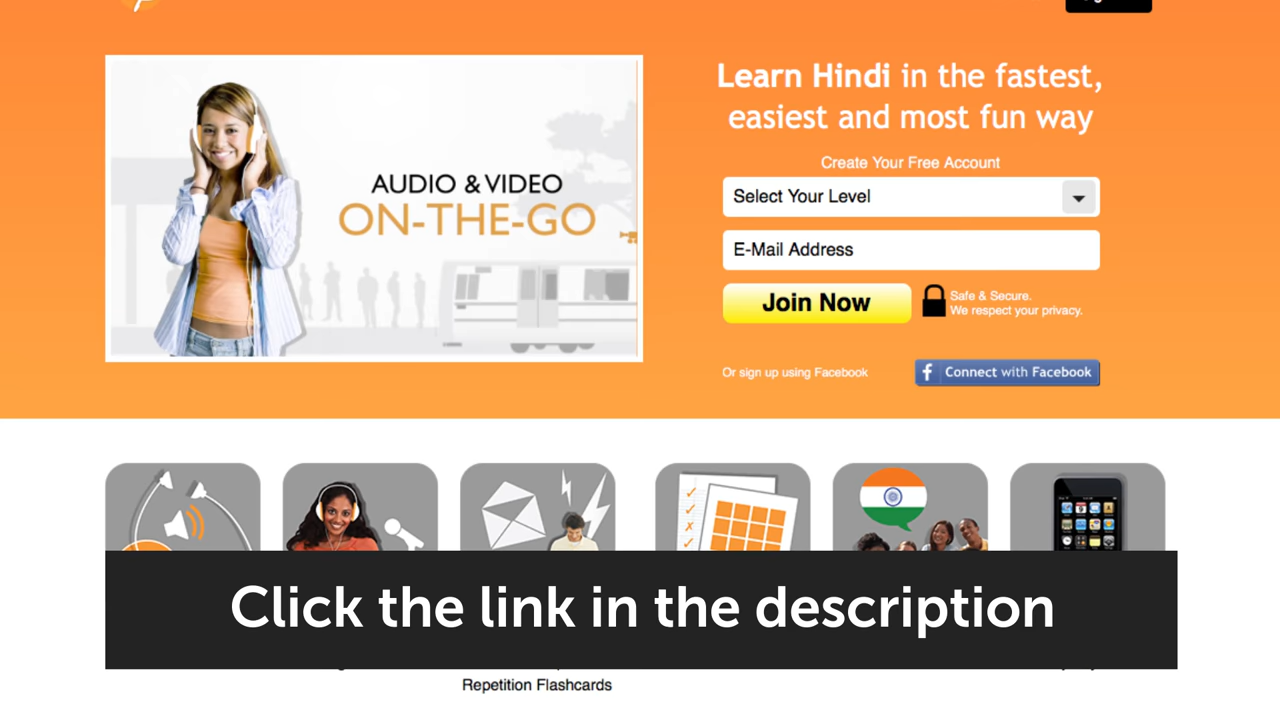 Learn Hindi in the fastest,
easiest and most fun way
AUDIO & VIDEO
ON-THE-GO
Create Your Free Account
Select Your Level
E-Mail Address
Join Now
Safe & Secure.
We respect your privacy.
Or sign up using Facebook
f Connect with Facebook
Click the link in the description
Repetition Flashcards